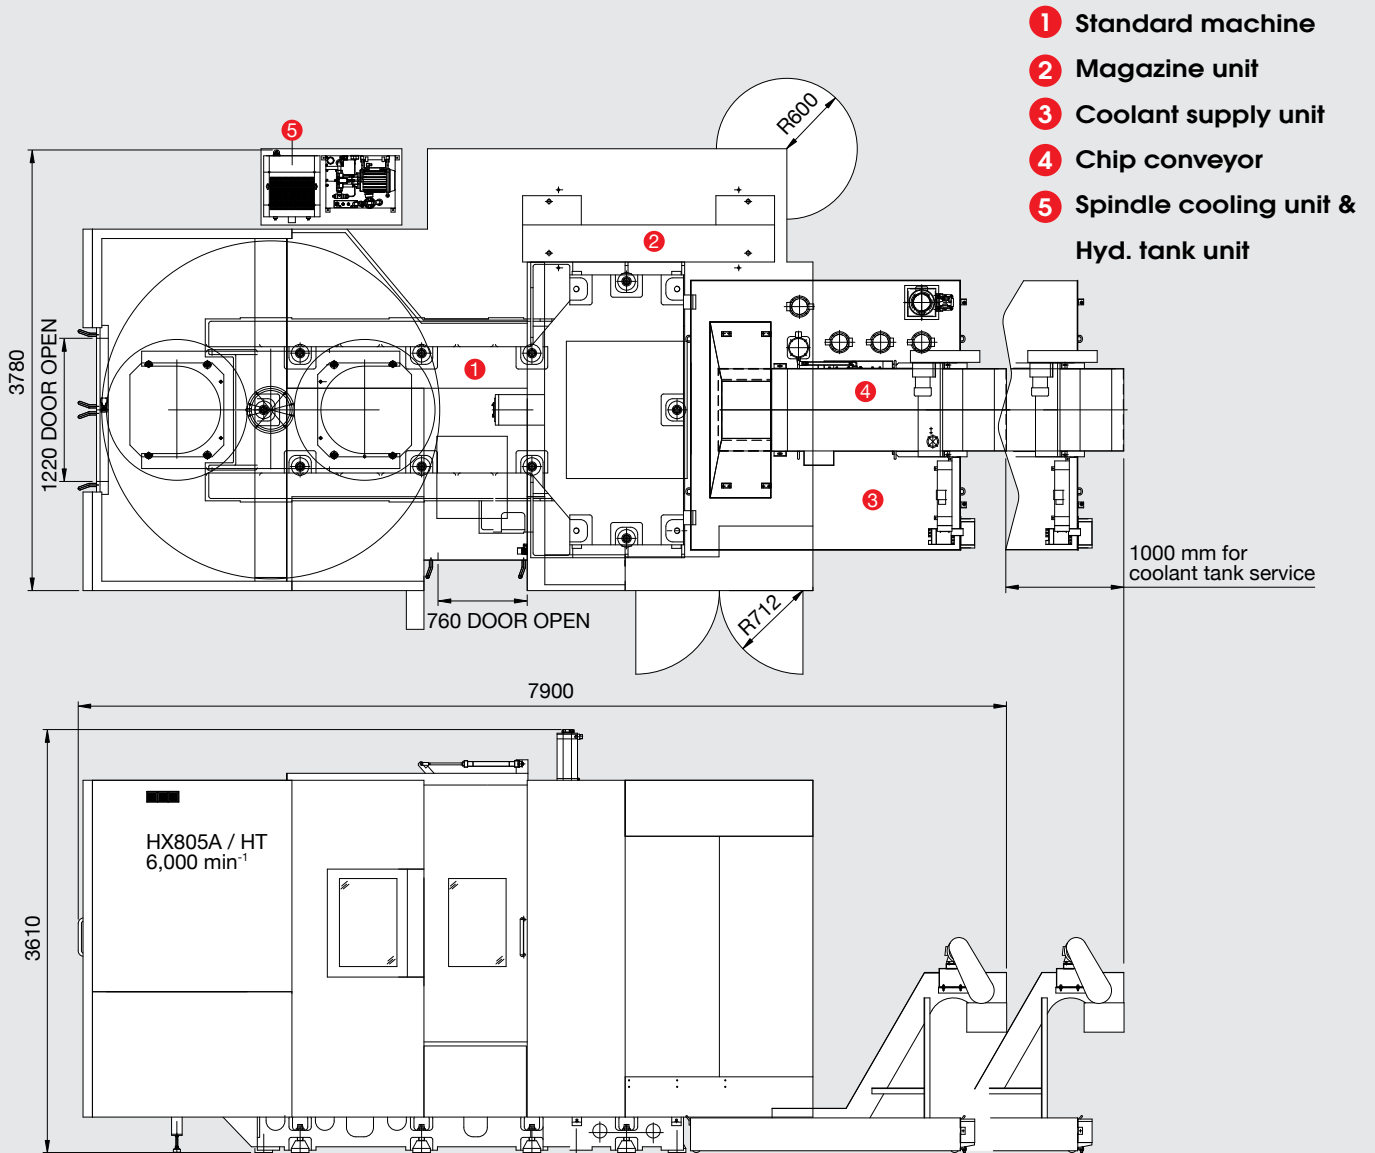 1 Standard machine
2 Magazine unit
3 Coolant supply unit
4 Chip conveyor
5 Spindle cooling unit &
Hyd. tank unit
5
R600
2
3780
1220 DOOR OPEN
1
4
3
1000 mm for
coolant tank service
760 DOOR OPEN
R712
7900
HX805A / HT
6,000 min-1
3610